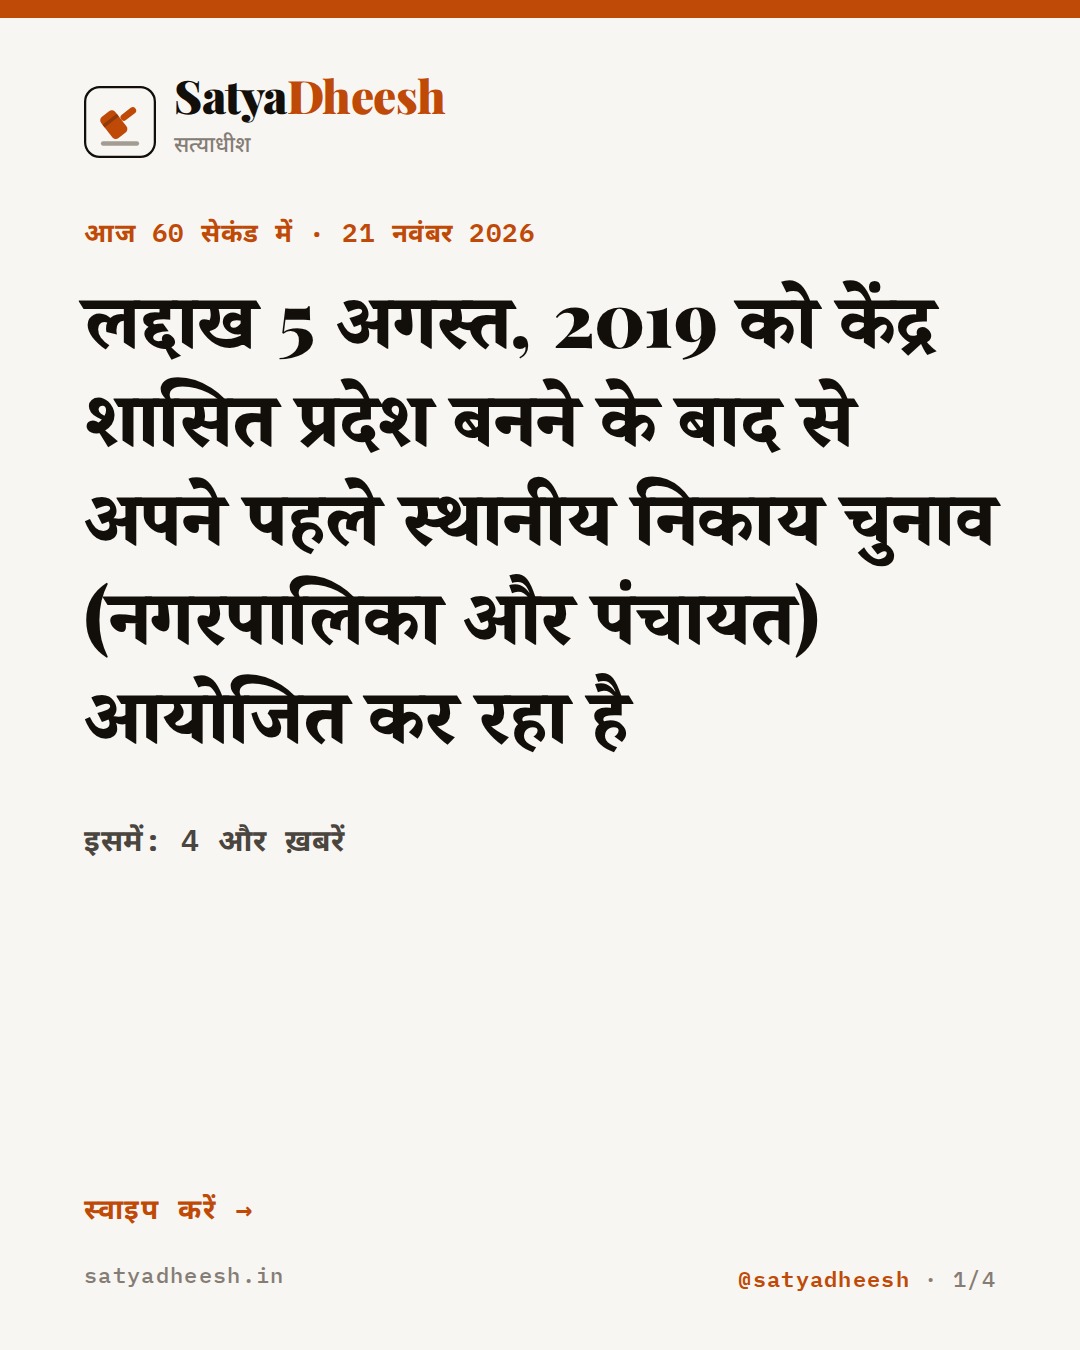 SatyaDheesh
सत्याधीश
आज 60 सेकंड में · 21 नवंबर 2026
लद्दाख 5 अगस्त, 2019 को केंद्र
शासित प्रदेश बनने के बाद से
अपने पहले स्थानीय निकाय चुनाव
(नगरपालिका और पंचायत)
आयोजित कर रहा है
इसमें: 4 और ख़बरें
स्वाइप करें →
satyadheesh.in
@satyadheesh · 1/4